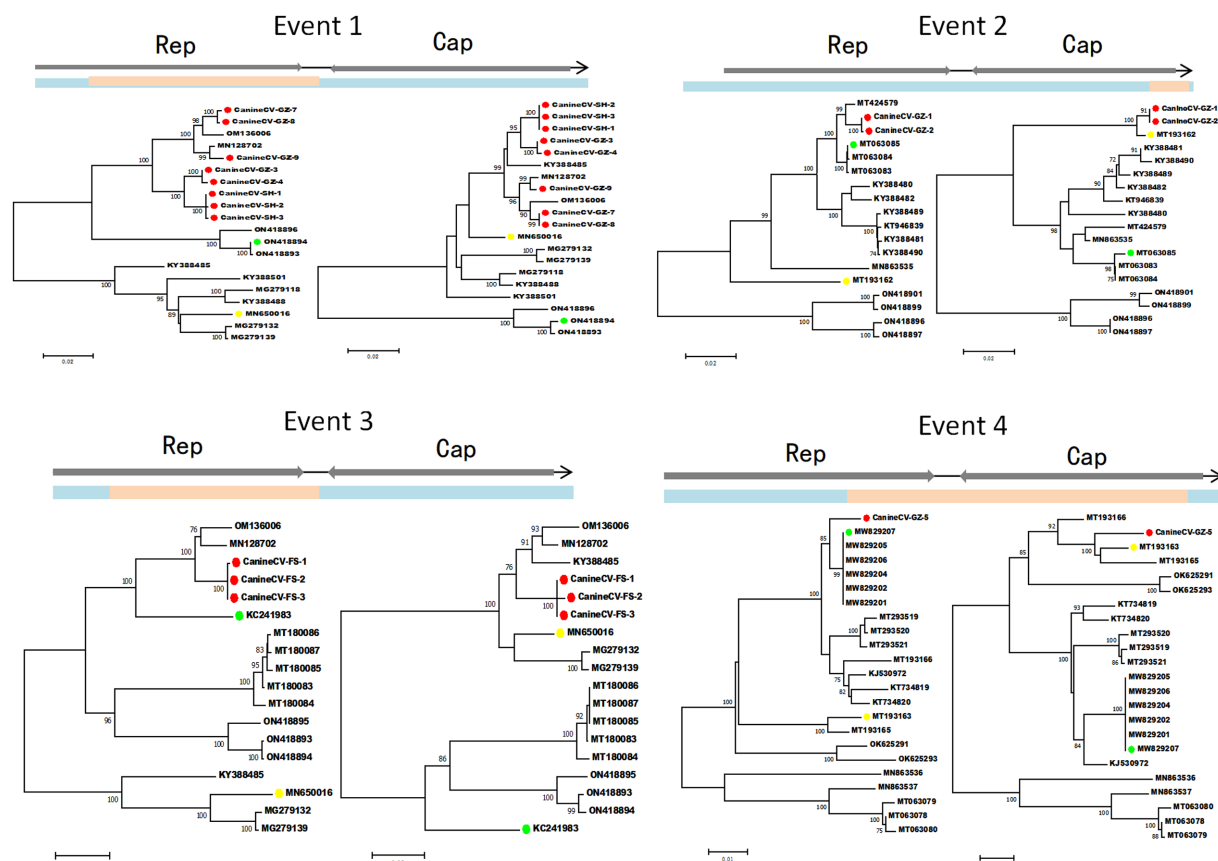 Event 1
Rep
Cap
100
CanineCV-GZ-7
98
CanineCV-GZ-8
OM136006
100
MN128702
99
CanineCV-GZ-9
100
CanineCV-GZ-3
100
CanineCV-GZ-4
CanineCV-SH-1
100
CanineCV-SH-2
100
CanineCV-SH-3
ON418896
ON418894
100
ON418893
KY388485
100
KY388501
95
MG279118
KY388488
89
MN650016
MG279132
100
MG279139
0.02
CanineCV-SH-2
100
CanineCV-SH-3
95
CanineCV-SH-1
CanineCV-GZ-3
100
CanineCV-GZ-4
KY388485
MN128702
99
CanineCV-GZ-9
OM136006
96
90
CanineCV-GZ-7
100
CanineCV-GZ-8
MN650016
MG279132
100
MG279139
MG279118
100
KY388488
KY388501
ON418896
100
ON418894
100
ON418893
0.02
Event 2
Rep
Cap
MT424579
99
CanineCV-GZ-1
100
CanineCV-GZ-2
MT063085
MT063084
100
100
MT063083
KY388480
100
KY388482
KY388489
99
KT946839
100
KY388481
74
KY388490
MN863535
100
MT193162
ON418901
100
ON418899
100
ON418896
100
ON418897
0.02
91
CanineCV-GZ-1
CanineCV-GZ-2
100
MT193162
KY388481
91
KY388490
72
KY388489
84
90
KY388482
100
KT946839
KY388480
98
MT424579
MN863535
MT063085
98
MT063083
75
MT063084
ON418901
99
ON418899
100
ON418896
100
ON418897
0.02
Event 3
Rep
Cap
OM136006
76
MN128702
100
CanineCV-FS-1
CanineCV-FS-2
100
CanineCV-FS-3
100
KC241983
MT180086
83
MT180087
95
MT180085
MT180083
100
MT180084
96
ON418895
ON418893
100
100
ON418894
KY388485
MN650016
100
MG279132
100
100
MG279139
OM136006
93
91
MN128702
KY388485
76
CanineCV-FS-1
CanineCV-FS-2
100
100
CanineCV-FS-3
MN650016
MG279132
100
MG279139
MT180086
MT180087
92
MT180085
MT180083
100
MT180084
86
ON418895
100
ON418893
99
ON418894
KC241983
Event 4
Rep
Cap
CanineCV-GZ-5
85
MW829207
MW829205
MW829206
99
MW829204
MW829202
MW829201
MT293519
100
MT293520
100
MT293521
100
MT193166
75
KJ530972
82
KT734819
KT734820
MT193163
100
MT193165
OK625291
100
OK625293
MN863536
MN863537
100
MT063079
100
MT063078
75
MT063080
0.01
MT193166
92
CanineCV-GZ-5
MT193163
85
100
MT193165
OK625291
100
OK625293
KT734819
93
KT734820
100
MT293520
MT293519
100
86
MT293521
MW829205
MW829206
MW829204
MW829202
100
MW829201
84
MW829207
KJ530972
MN863536
MN863537
100
MT063080
100
100
MT063078
88
MT063079